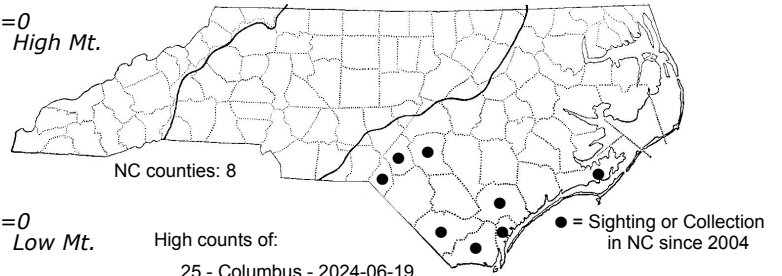 =0
High Mt.
NC counties: 8
=0
Low Mt.
High counts of:
25 - Columbus - 2024-06-19
● = Sighting or Collection
in NC since 2004